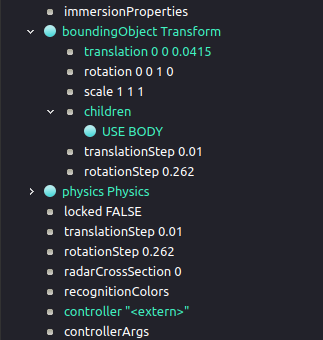 immersionProperties
boundingObject Transform
translation 0 0 0.0415
rotation 0 0 1 0
scale 1 1 1
children
USE BODY
translationStep 0.01
rotationStep 0.262
physics Physics
locked FALSE
translationStep 0.01
rotationStep 0.262
radarCrossSection 0
recognitionColors
controller "<extern>"
controllerArgs